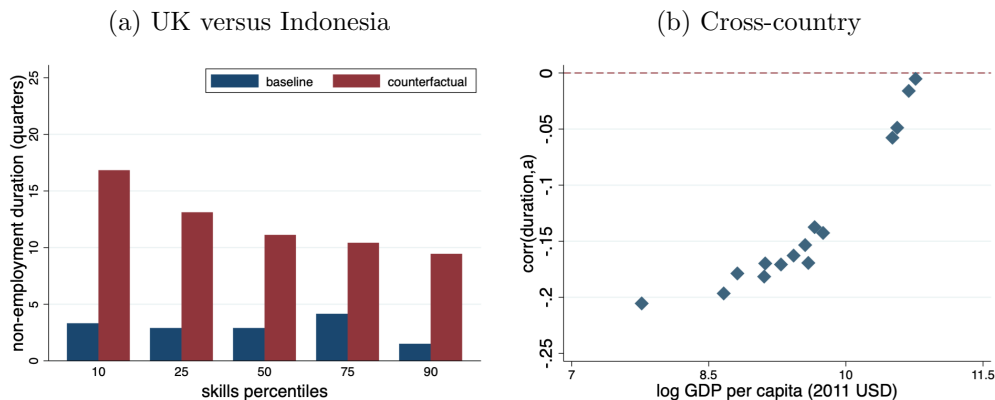 (a) UK versus Indonesia
non-employment duration (quarters)
25
20
15
10
5
0
baseline
counterfactual
10 25 50 75 90
skills percentiles
(b) Cross-country
corr(duration,a)
0
-.05
-.1
-.15
-.2
-.25
7 8.5 10 11.5
log GDP per capita (2011 USD)